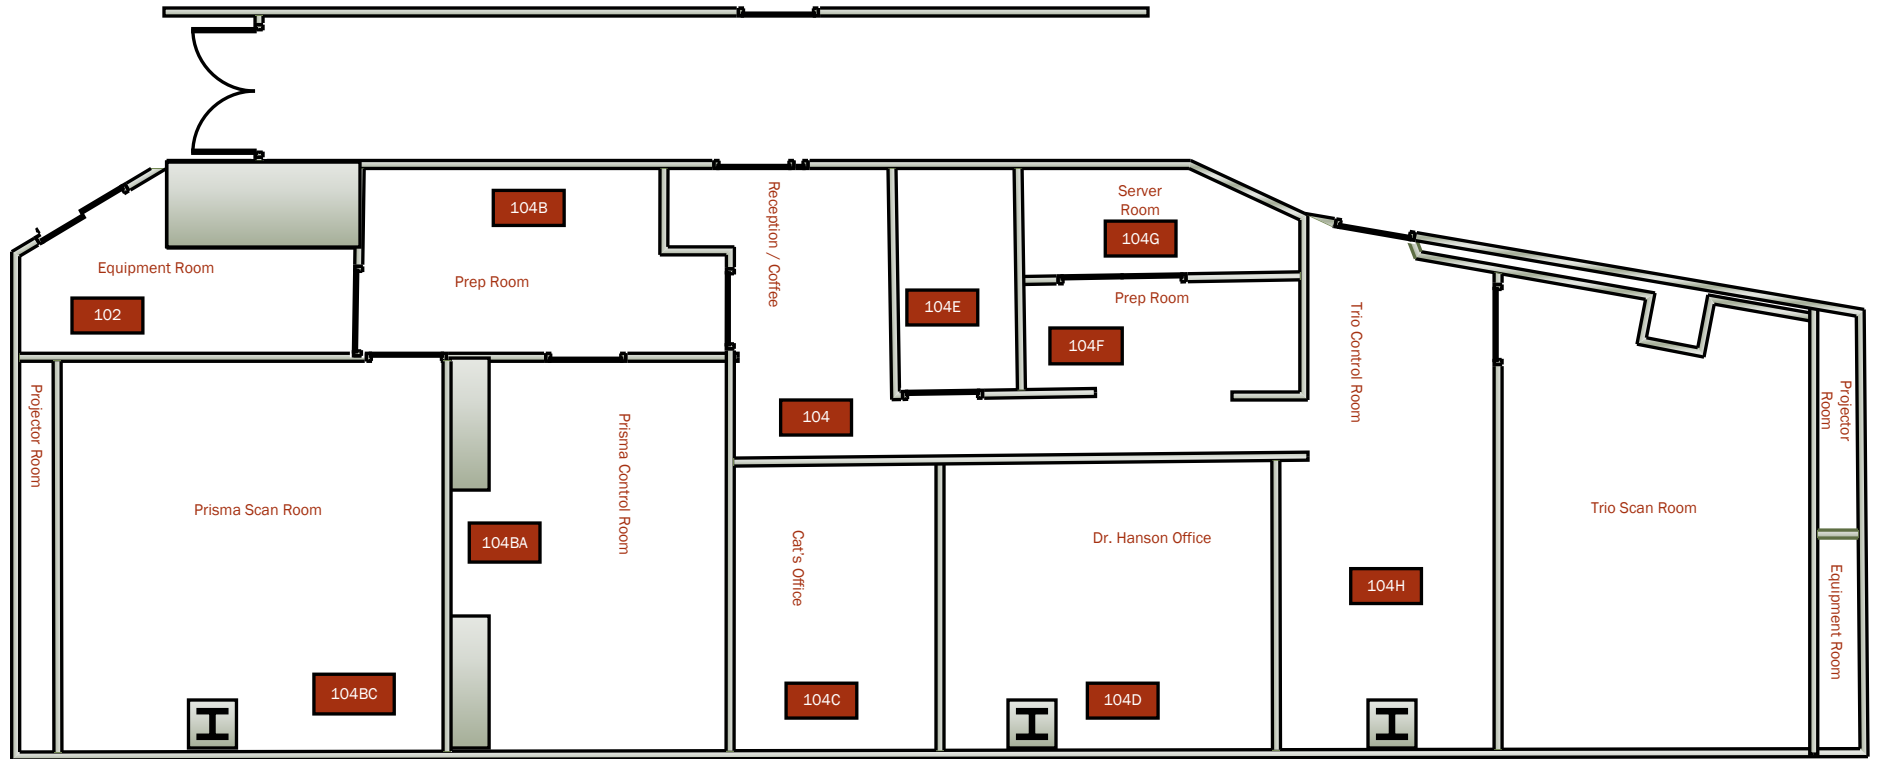 104B
Reception / Coffee
Server
Room
104G
Equipment Room
102
Prep Room
104E
Prep Room
104F
Trio Control Room
104
Projector Room
Prisma Scan Room
104BC
104BA
Prisma Control Room
Cat's Office
104C
Dr. Hanson Office
104D
104H
Trio Scan Room
Projector
Room
Equipment Room